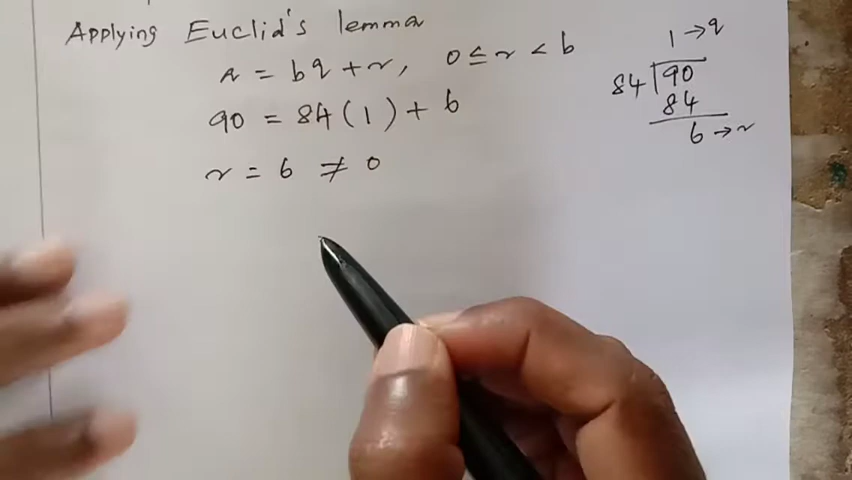 Applying Euclid's lemma
a = bq + r, 0 ≤ r < b
90 = 84 ( 1 ) + 6
r = 6 ≠ 0
1 → q
84 90
84
6 → r